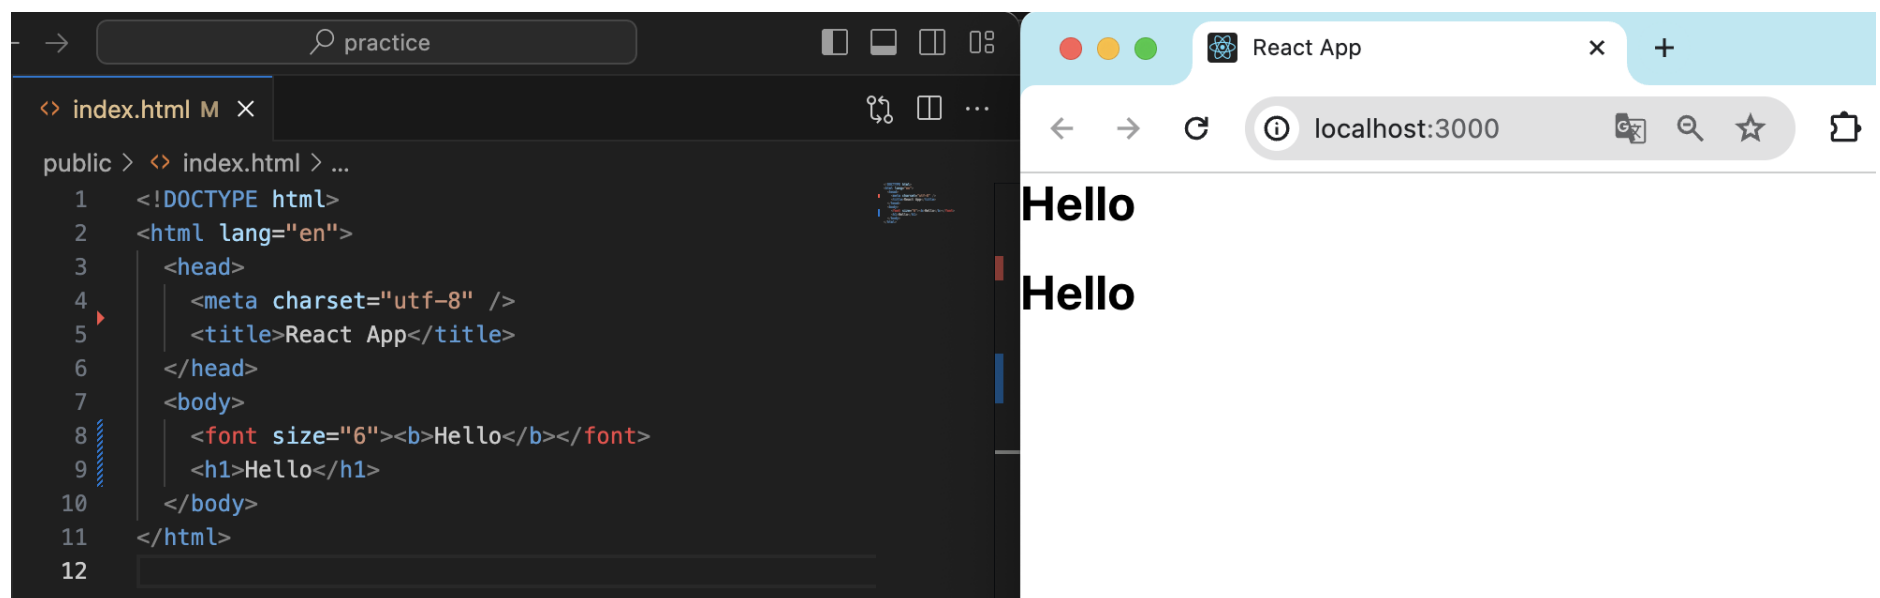 practice
index.html M
public > index.html > ...
1 <!DOCTYPE html>
2 <html lang="en">
3 <head>
4 <meta charset="utf-8" />
5 <title>React App</title>
6 </head>
7 <body>
8 <font size="6"><b>Hello</b></font>
9 <h1>Hello</h1>
10 </body>
11 </html>
12
React App
localhost:3000
Hello
Hello